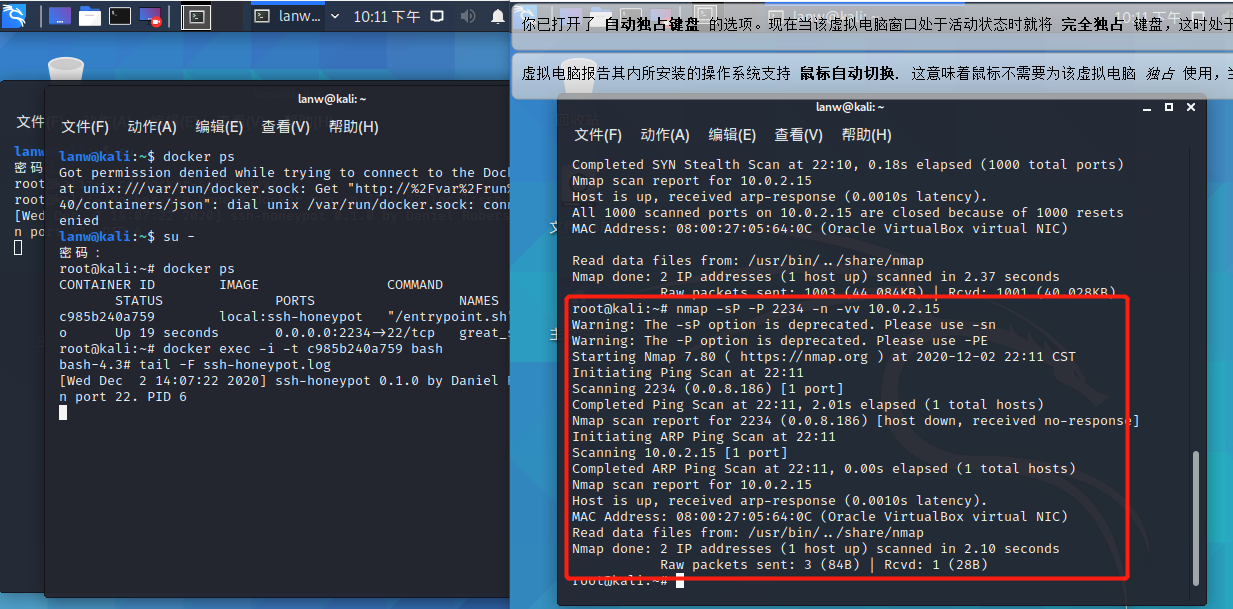 lanw...
10:11 下午
文件
lanw
密码
root
root
[Wed
n po
lanw@kali: ~
文件(F) 动作(A) 编辑(E) 查看(V) 帮助(H)
lanw@kali:~$ docker ps
Got permission denied while trying to connect to the Doc
at unix:///var/run/docker.sock: Get "http://%2Fvar%2Frun%
40/containers/json": dial unix /var/run/docker.sock: con
enied
lanw@kali:~$ su -
密码：
root@kali:~# docker ps
CONTAINER ID IMAGE COMMAND
STATUS PORTS NAMES
c985b240a759 local:ssh-honeypot "/entrypoint.sh"
o Up 19 seconds 0.0.0.0:2234→22/tcp great_s
root@kali:~# docker exec -i -t c985b240a759 bash
bash-4.3# tail -F ssh-honeypot.log
[Wed Dec 2 14:07:22 2020] ssh-honeypot 0.1.0 by Daniel
n port 22. PID 6
你已打开了 自动独占键盘 的选项。现在当该虚拟电脑窗口处于活动状态时就将 完全独占 键盘，这时处于
虚拟电脑报告其内所安装的操作系统支持 鼠标自动切换. 这意味着鼠标不需要为该虚拟电脑 独占 使用，
lanw@kali: ~
文件(F) 动作(A) 编辑(E) 查看(V) 帮助(H)
Completed SYN Stealth Scan at 22:10, 0.18s elapsed (1000 total ports)
Nmap scan report for 10.0.2.15
Host is up, received arp-response (0.0010s latency).
All 1000 scanned ports on 10.0.2.15 are closed because of 1000 resets
MAC Address: 08:00:27:05:64:0C (Oracle VirtualBox virtual NIC)
Read data files from: /usr/bin/../share/nmap
Nmap done: 2 IP addresses (1 host up) scanned in 2.37 seconds
Raw packets sent: 1003 (44.084KB) | Rcvd: 1001 (40.028KB)
root@kali:~# nmap -sP -P 2234 -n -vv 10.0.2.15
Warning: The -sP option is deprecated. Please use -sn
Warning: The -P option is deprecated. Please use -PE
Starting Nmap 7.80 ( https://nmap.org ) at 2020-12-02 22:11 CST
Initiating Ping Scan at 22:11
Scanning 2234 (0.0.8.186) [1 port]
Completed Ping Scan at 22:11, 2.01s elapsed (1 total hosts)
Nmap scan report for 2234 (0.0.8.186) [host down, received no-response]
Initiating ARP Ping Scan at 22:11
Scanning 10.0.2.15 [1 port]
Completed ARP Ping Scan at 22:11, 0.00s elapsed (1 total hosts)
Nmap scan report for 10.0.2.15
Host is up, received arp-response (0.0010s latency).
MAC Address: 08:00:27:05:64:0C (Oracle VirtualBox virtual NIC)
Read data files from: /usr/bin/../share/nmap
Nmap done: 2 IP addresses (1 host up) scanned in 2.10 seconds
Raw packets sent: 3 (84B) | Rcvd: 1 (28B)
root@kali:~#